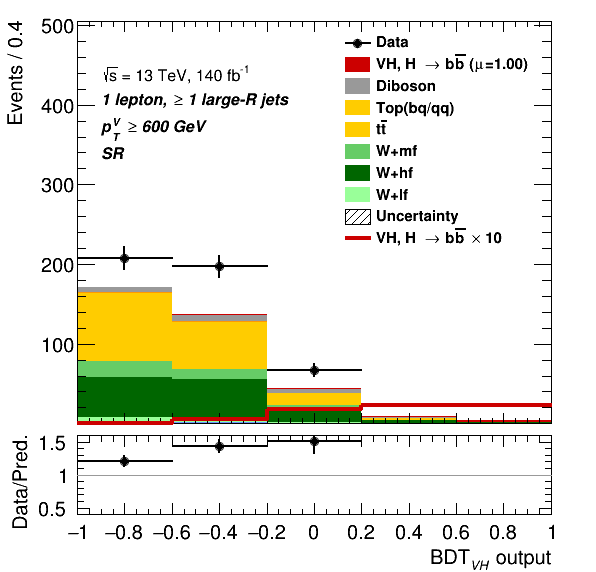 Events / 0.4
500
400
300
200
100
√s = 13 TeV, 140 fb⁻¹
1 lepton, ≥ 1 large-R jets
p_T^V ≥ 600 GeV
SR
Data
VH, H → bb̅ (μ=1.00)
Diboson
Top(bq/qq)
tt̅
W+mf
W+hf
W+lf
Uncertainty
VH, H → bb̅ × 10
Data/Pred.
1.5
1
0.5
−1 −0.8 −0.6 −0.4 −0.2 0 0.2 0.4 0.6 0.8 1
BDT_VH output